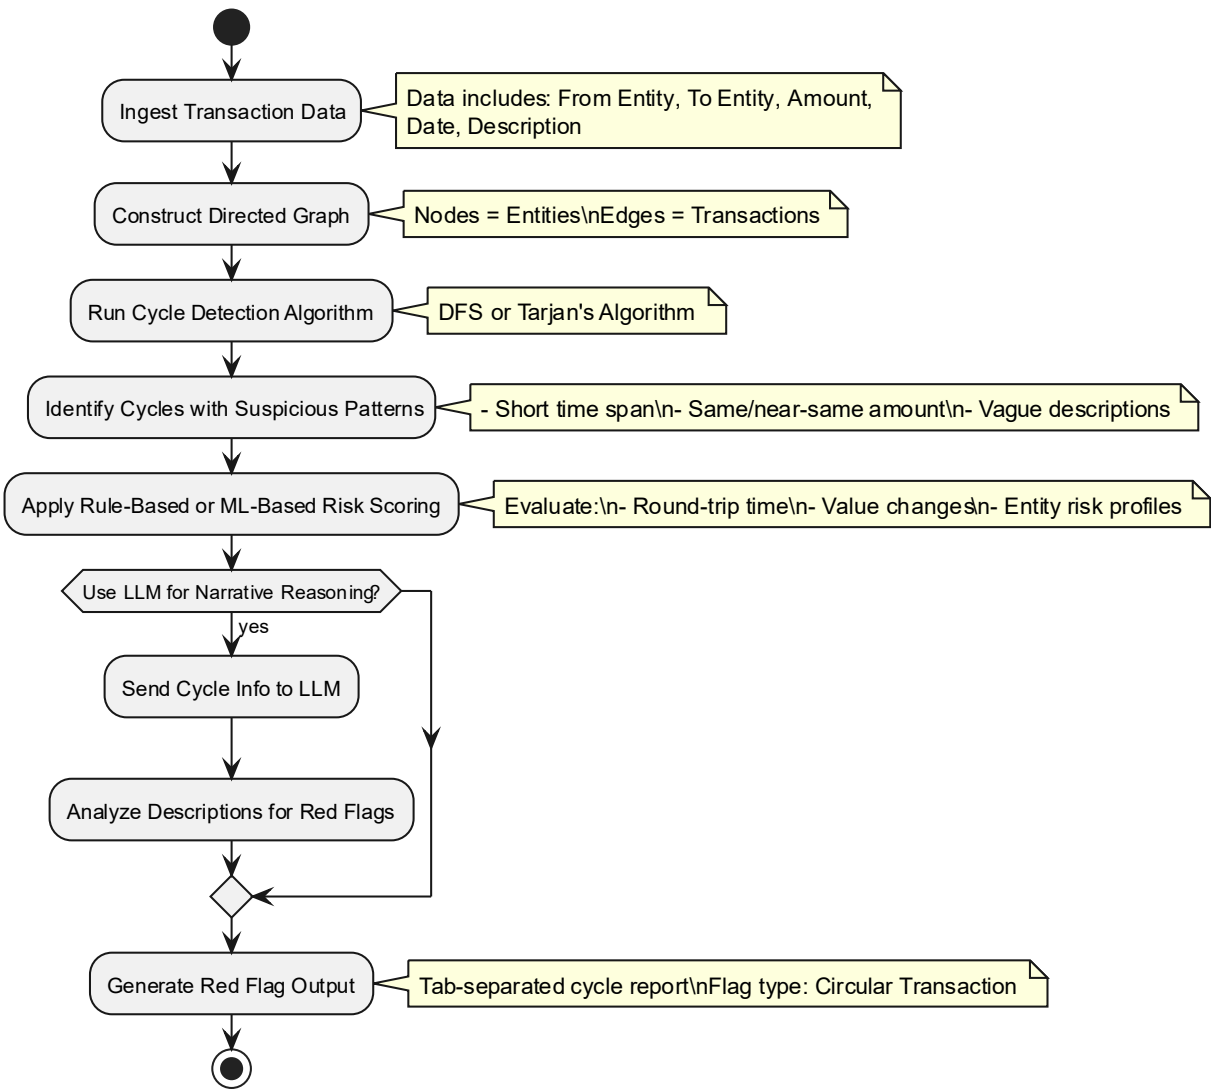 Ingest Transaction Data
Data includes: From Entity, To Entity, Amount,
Date, Description
Construct Directed Graph
Nodes = Entities\nEdges = Transactions
Run Cycle Detection Algorithm
DFS or Tarjan's Algorithm
Identify Cycles with Suspicious Patterns
- Short time span\n- Same/near-same amount\n- Vague descriptions
Apply Rule-Based or ML-Based Risk Scoring
Evaluate:\n- Round-trip time\n- Value changes\n- Entity risk profiles
Use LLM for Narrative Reasoning?
yes
Send Cycle Info to LLM
Analyze Descriptions for Red Flags
Generate Red Flag Output
Tab-separated cycle report\nFlag type: Circular Transaction